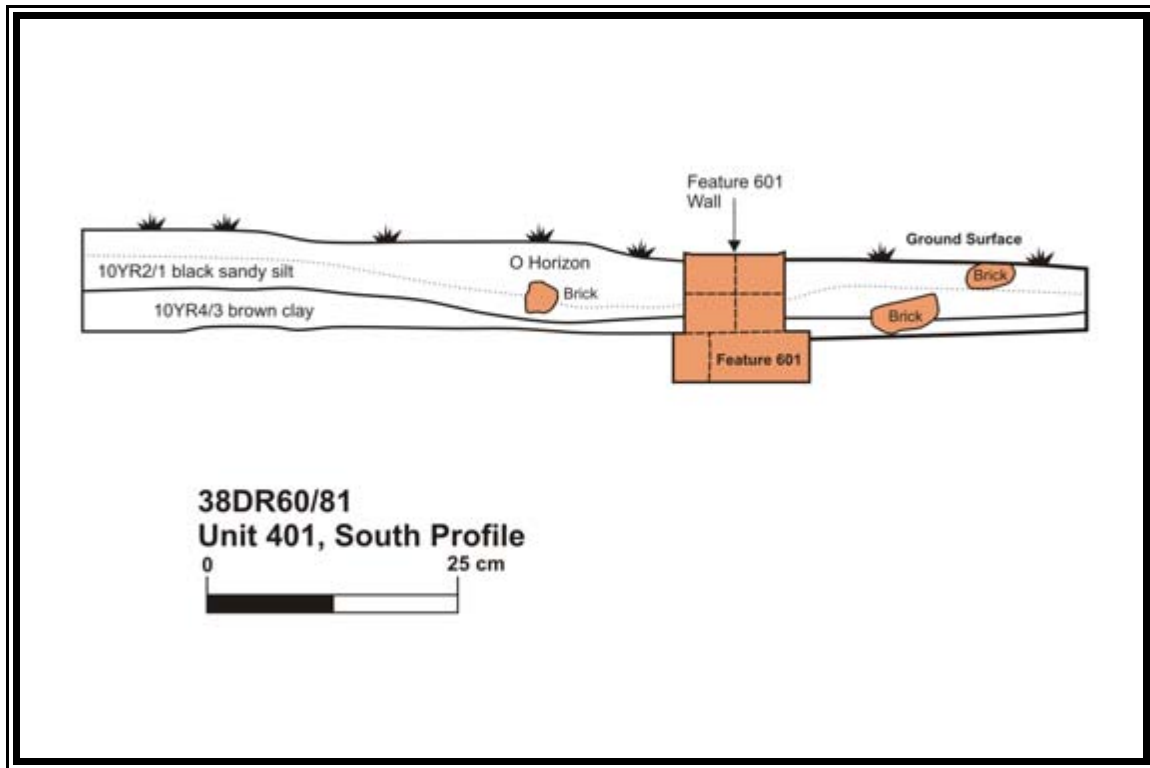 Feature 601
Wall
Ground Surface
O Horizon
10YR2/1 black sandy silt
Brick
Brick
10YR4/3 brown clay
Brick
Feature 601
38DR60/81
Unit 401, South Profile
0 25 cm